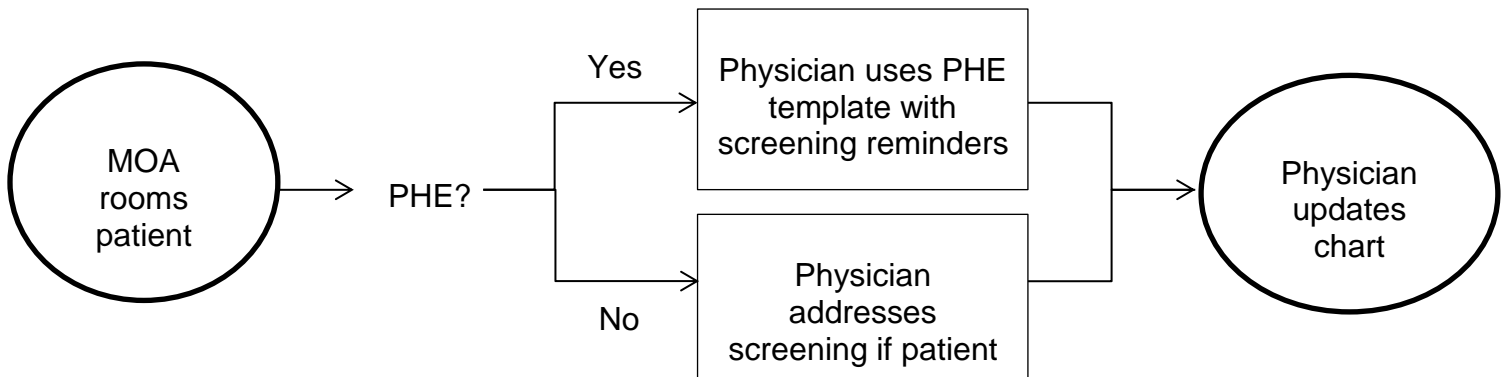 MOA
rooms
patient
PHE?
Yes
Physician uses PHE
template with
screening reminders
No
Physician
addresses
screening if patient
Physician
updates
chart